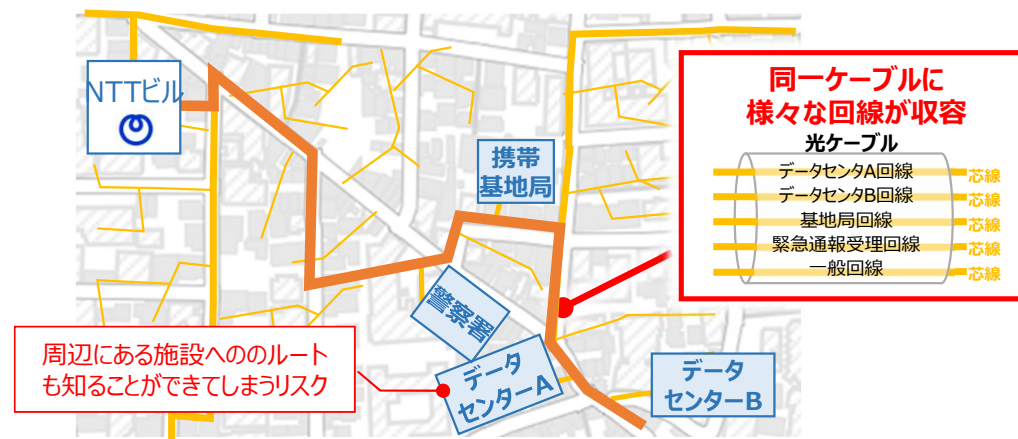 NTTビル
携帯
基地局
警察署
データ
センターA
データ
センターB
周辺にある施設へののルート
も知ることができてしまうリスク
同一ケーブルに
様々な回線が収容
光ケーブル
データセンタA回線 芯線
データセンタB回線 芯線
基地局回線 芯線
緊急通報受理回線 芯線
一般回線 芯線